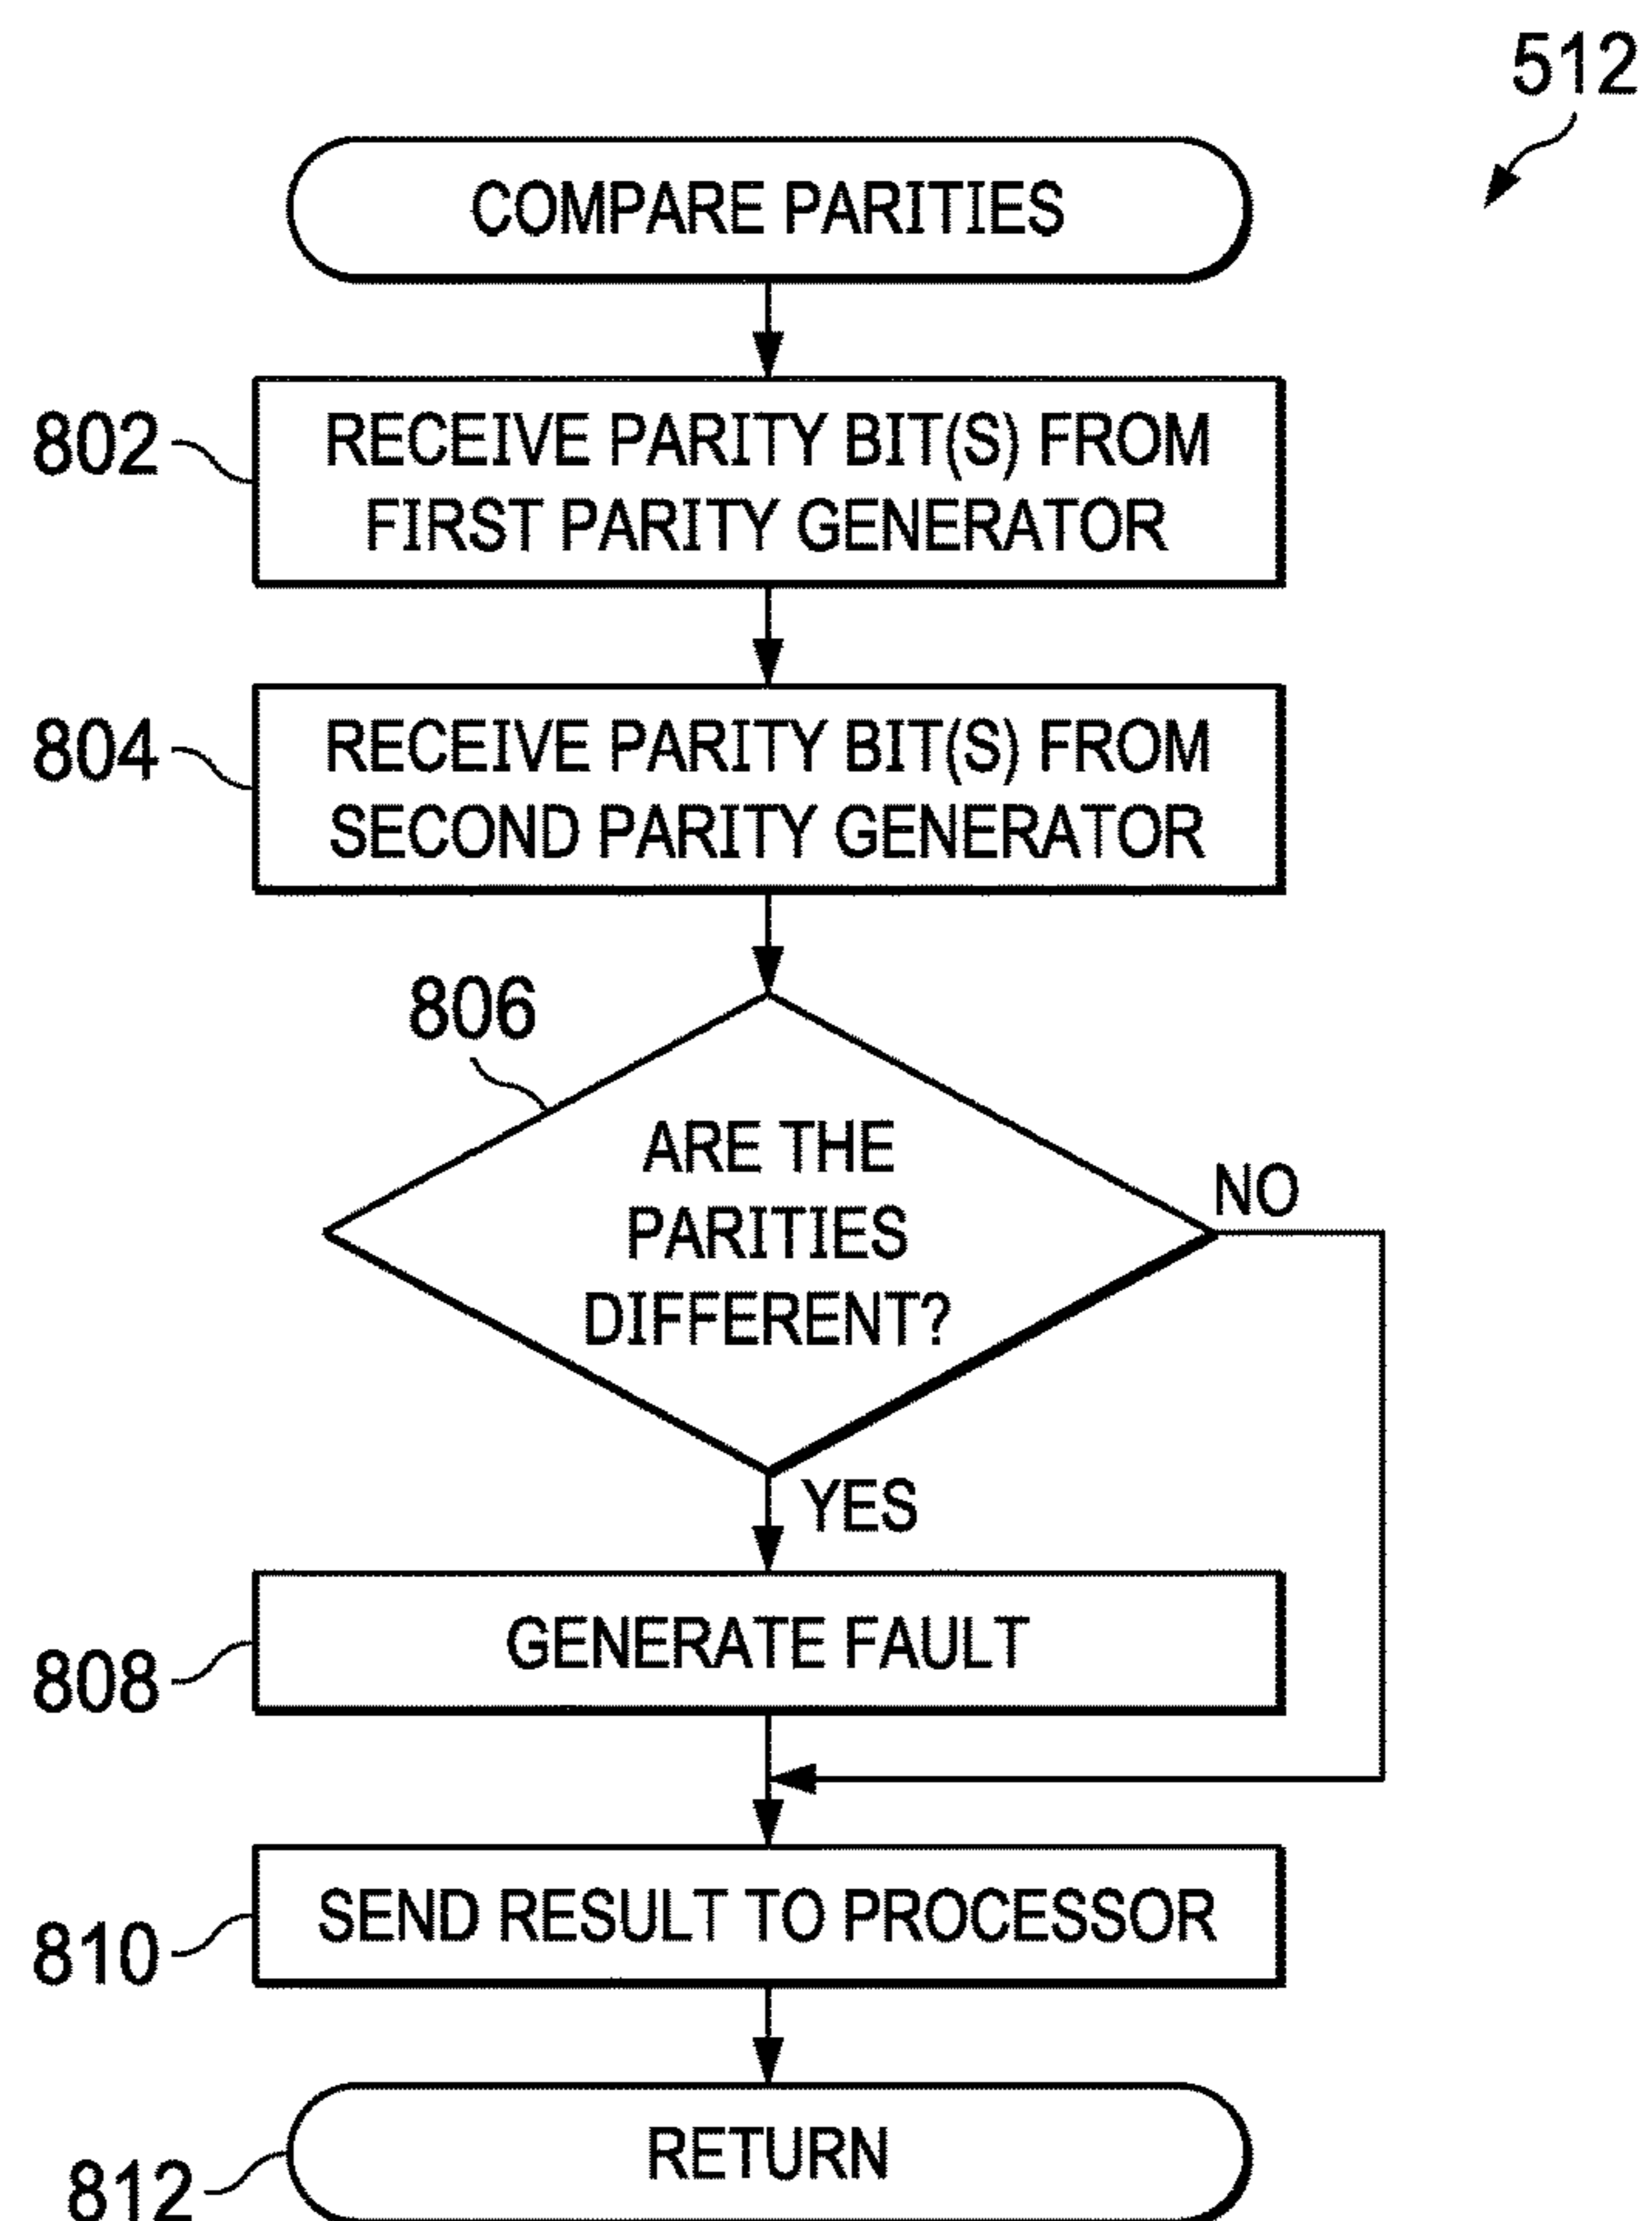 512
COMPARE PARITIES
802
RECEIVE PARITY BIT(S) FROM
FIRST PARITY GENERATOR
804
RECEIVE PARITY BIT(S) FROM
SECOND PARITY GENERATOR
806
ARE THE
PARITIES
DIFFERENT?
NO
YES
808
GENERATE FAULT
810
SEND RESULT TO PROCESSOR
812
RETURN